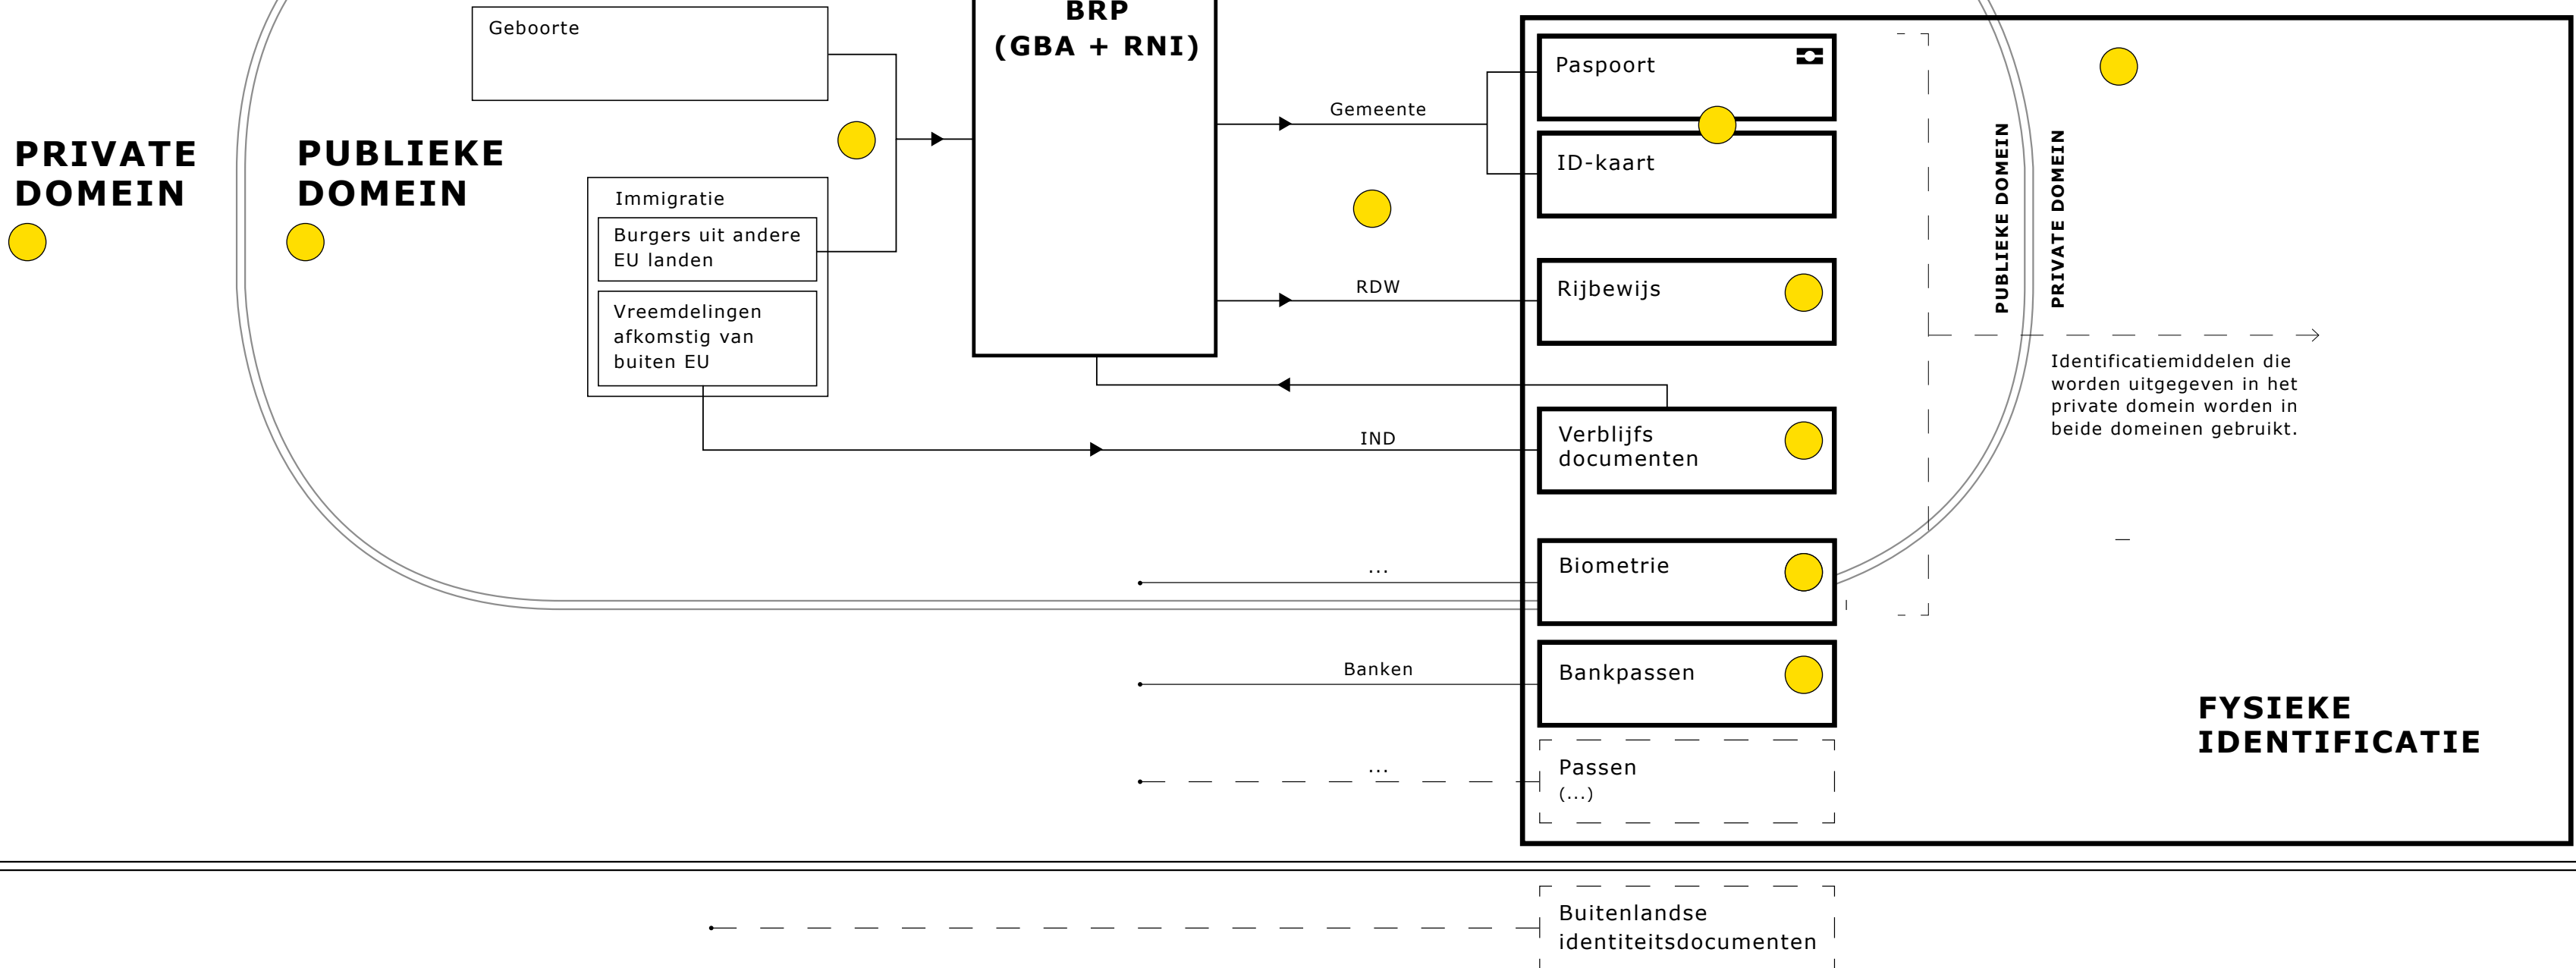 PRIVATE
DOMEIN
PUBLIEKE
DOMEIN
Geboorte
Immigratie
Burgers uit andere
EU landen
Vreemdelingen
afkomstig van
buiten EU
BRP
(GBA + RNI)
Gemeente
RDW
IND
...
Banken
...
Paspoort
ID-kaart
Rijbewijs
Verblijfs
documenten
Biometrie
Bankpassen
Passen
(...)
PUBLIEKE DOMEIN
PRIVATE DOMEIN
Identificatiemiddelen die
worden uitgegeven in het
private domein worden in
beide domeinen gebruikt.
FYSIEKE
IDENTIFICATIE
Buitenlandse
identiteitsdocumenten